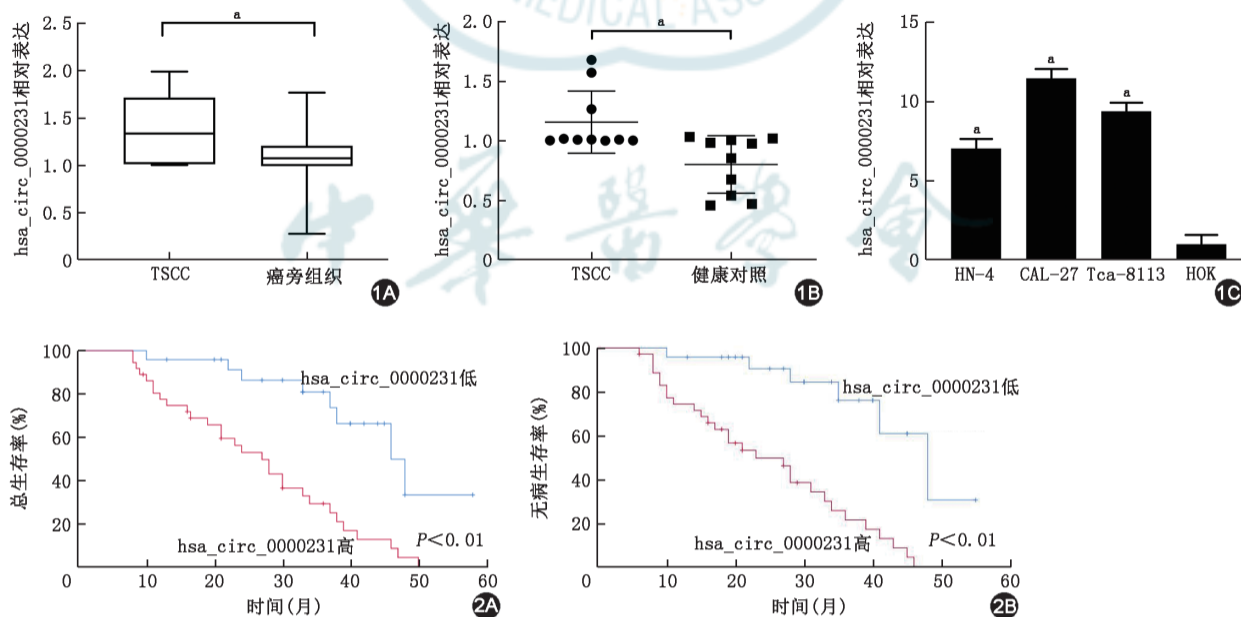 MEDICAL ASS
a
2.5
2.0
1.5
1.0
0.5
0
hsa_circ_0000231相对表达
TSCC
癌旁组织
1A
a
2.0
1.5
1.0
0.5
0
hsa_circ_0000231相对表达
TSCC
健康对照
1B
15
10
5
0
hsa_circ_0000231相对表达
a
a
a
HN-4
CAL-27
Tca-8113
HOK
1C
中華醫學會
100
80
60
40
20
0
总生存率(%)
hsa_circ_0000231低
hsa_circ_0000231高
P<0.01
10
20
30
40
50
60
时间(月)
2A
100
80
60
40
20
0
无病生存率(%)
hsa_circ_0000231低
hsa_circ_0000231高
P<0.01
10
20
30
40
50
60
时间(月)
2B